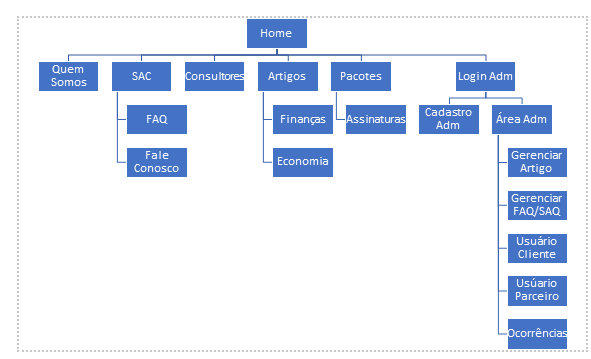 Home
Quem
Somos
SAC
Consultores
Artigos
Pacotes
Login Adm
FAQ
Fale
Conosco
Finanças
Economia
Assinaturas
Cadastro
Adm
Área Adm
Gerenciar
Artigo
Gerenciar
FAQ/SAQ
Usuário
Cliente
Usúario
Parceiro
Ocorrências